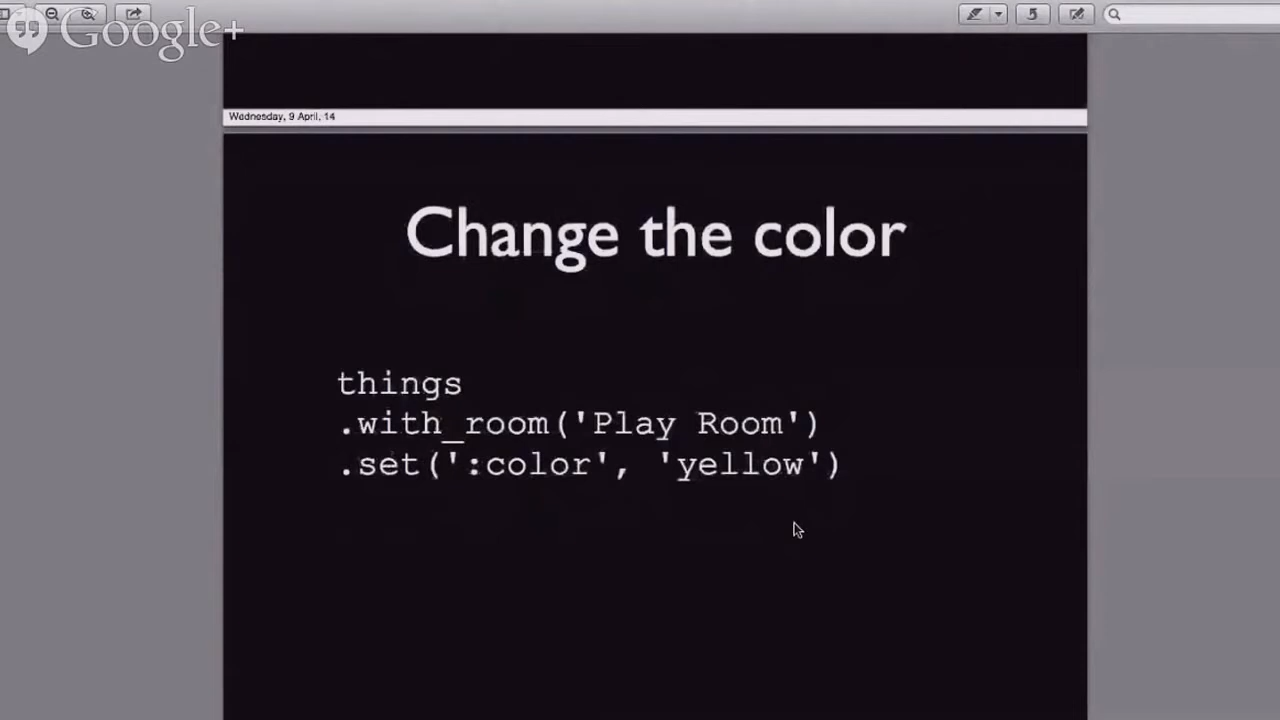 Google+
Wednesday, 9 April, 14
Change the color
things
.with_room('Play Room')
.set(':color', 'yellow')